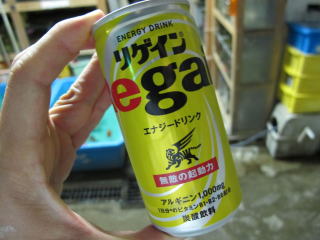 ENERGY DRINK
リゲイン
ega
エナジードリンク
無敵の起動力
アルギニン1,000mg
炭酸飲料